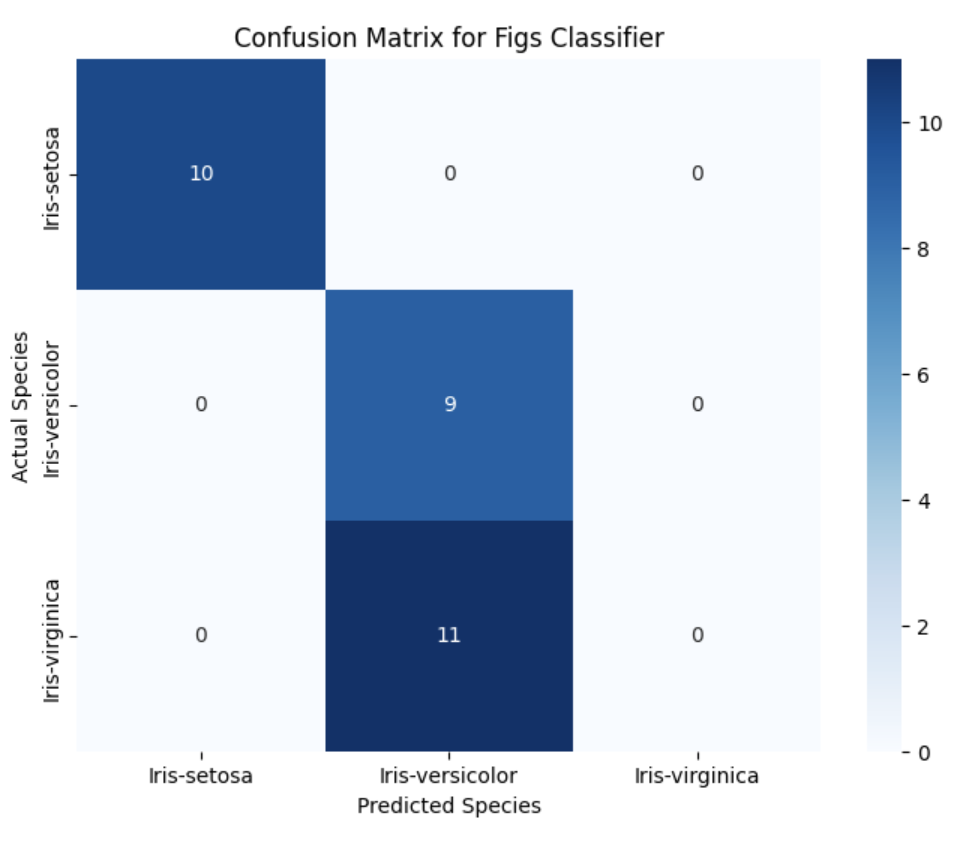 Confusion Matrix for Figs Classifier
Actual Species
Iris-setosa
10 0 0
Iris-versicolor
0 9 0
Iris-virginica
0 11 0
Iris-setosa Iris-versicolor Iris-virginica
Predicted Species
10
8
6
4
2
0